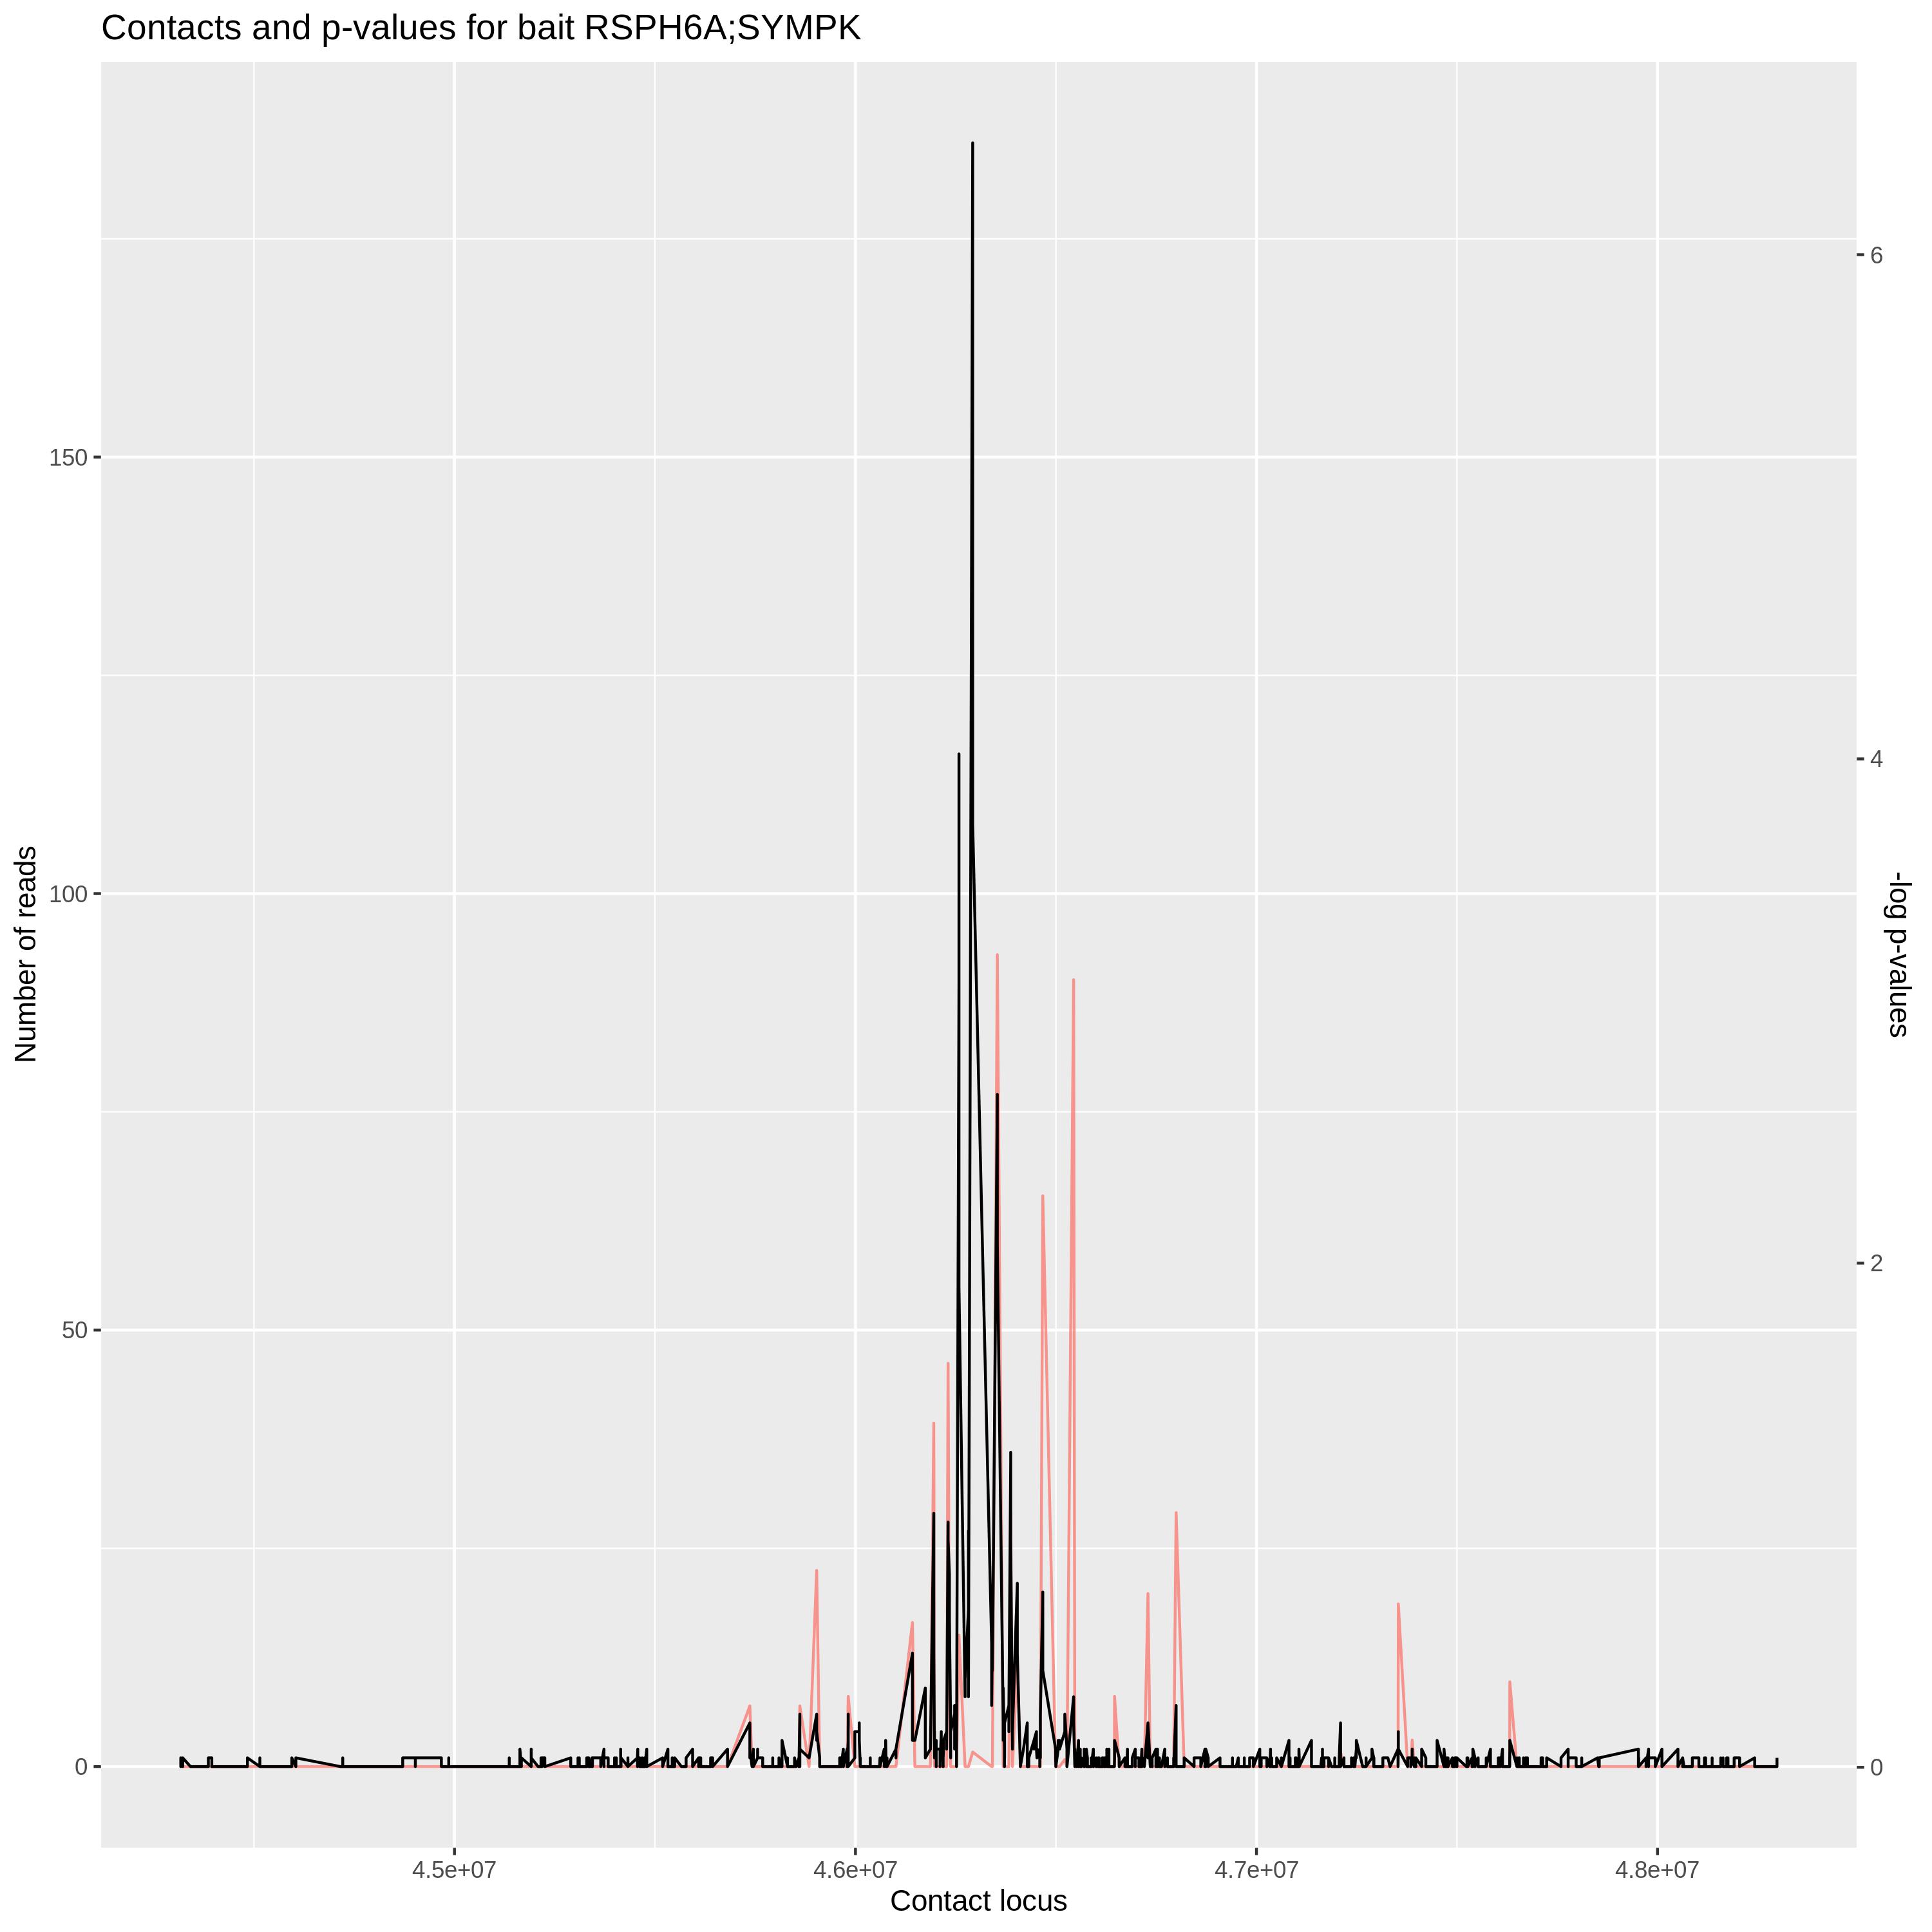 Contacts and p-values for bait RSPH6A;SYMPK
Number of reads
150
100
50
0
6
4
2
0
-log p-values
4.5e+07
4.6e+07
4.7e+07
4.8e+07
Contact locus